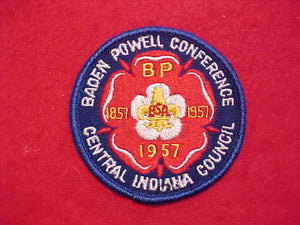 BADEN POWELL CONFERENCE
BP
1857 BSA 1957
1957
CENTRAL INDIANA COUNCIL